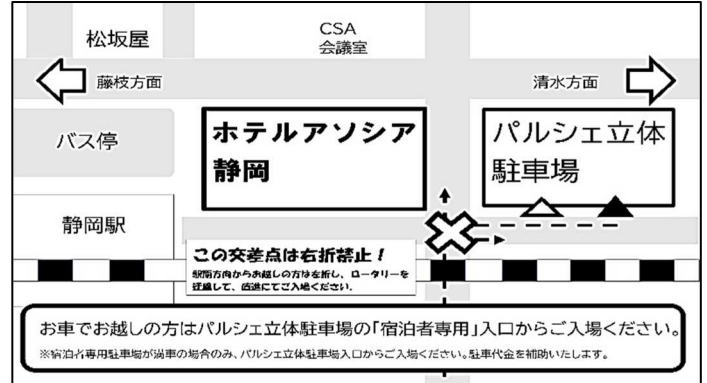 松坂屋
CSA
会議室
藤枝方面
清水方面
バス停
ホテルアソシア
静岡
パルシェ立体
駐車場
静岡駅
この交差点は右折禁止！
駅南方向からお越しの方は左折し、ロータリーを
経由して、直進にてご入場ください。
お車でお越しの方はパルシェ立体駐車場の「宿泊者専用」入口からご入場ください。
※宿泊者専用駐車場が満車の場合のみ、パルシェ立体駐車場入口からご入場ください。駐車代金を補助いたします。